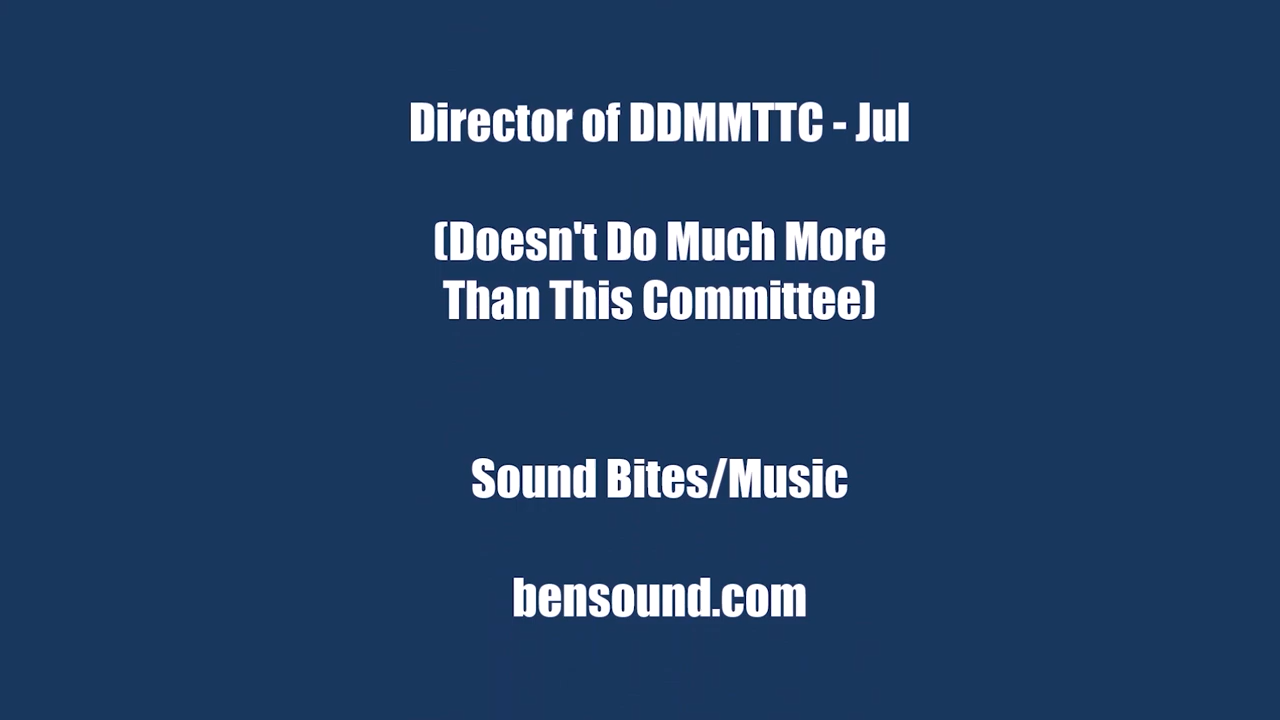 Director of DDMMTTC - Jul
(Doesn't Do Much More
Than This Committee)
Sound Bites/Music
bensound.com